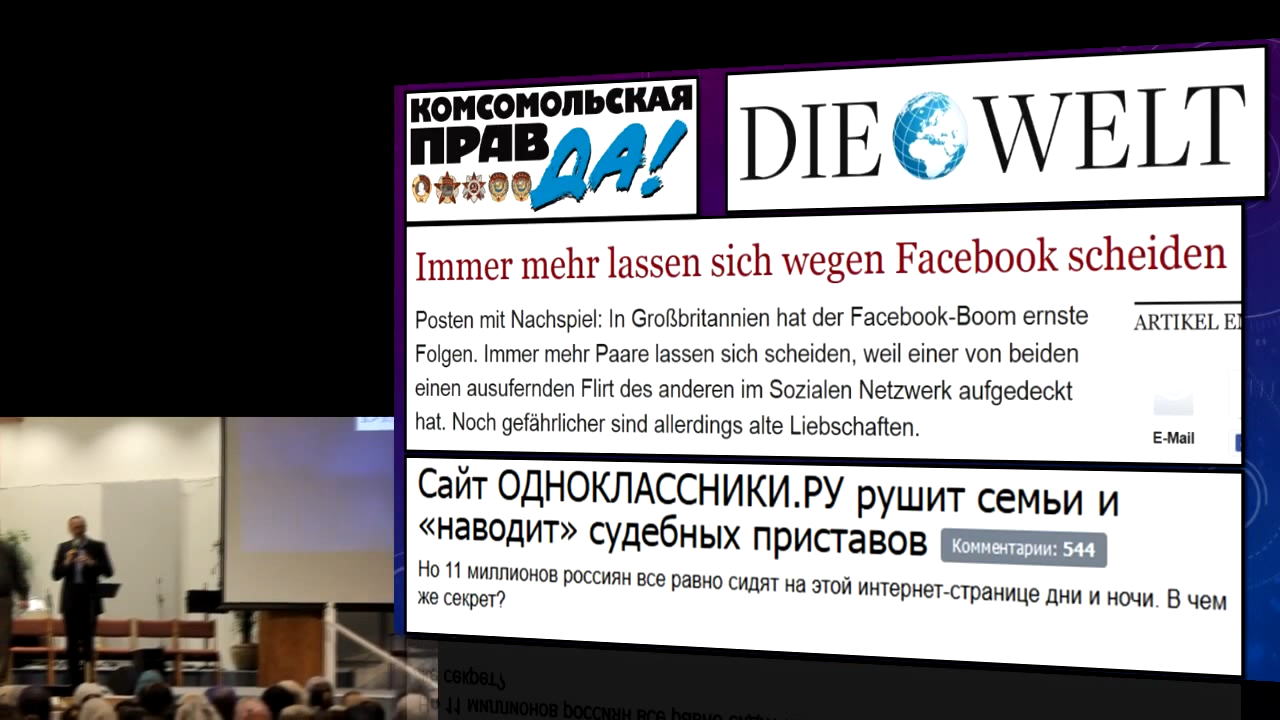 КОМСОМОЛЬСКАЯ
ПРАВДА!
DIE WELT
Immer mehr lassen sich wegen Facebook scheiden
Posten mit Nachspiel: In Großbritannien hat der Facebook-Boom ernste
Folgen. Immer mehr Paare lassen sich scheiden, weil einer von beiden
einen ausufernden Flirt des anderen im Sozialen Netzwerk aufgedeckt
hat. Noch gefährlicher sind allerdings alte Liebschaften.
ARTIKEL
E-Mail
Сайт ОДНОКЛАССНИКИ.РУ рушит семьи и
«наводит» судебных приставов
Комментарии: 544
Но 11 миллионов россиян все равно сидят на этой интернет-странице дни и ночи. В чем
же секрет?